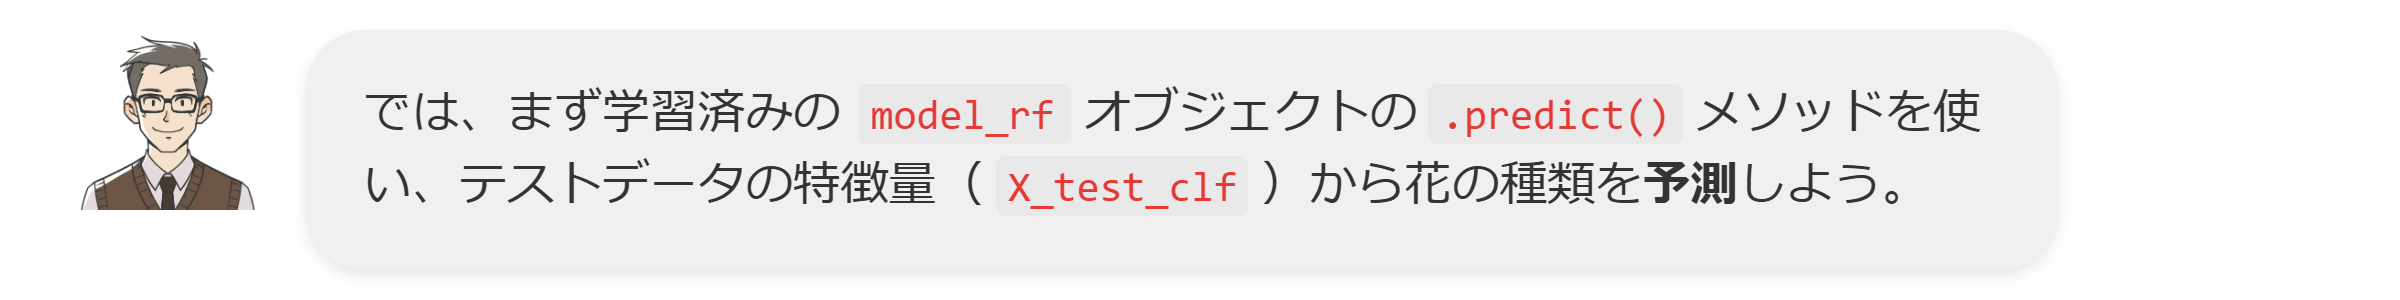 では、まず学習済みの model_rf オブジェクトの .predict() メソッドを使
い、テストデータの特徴量（ X_test_clf ）から花の種類を予測しよう。